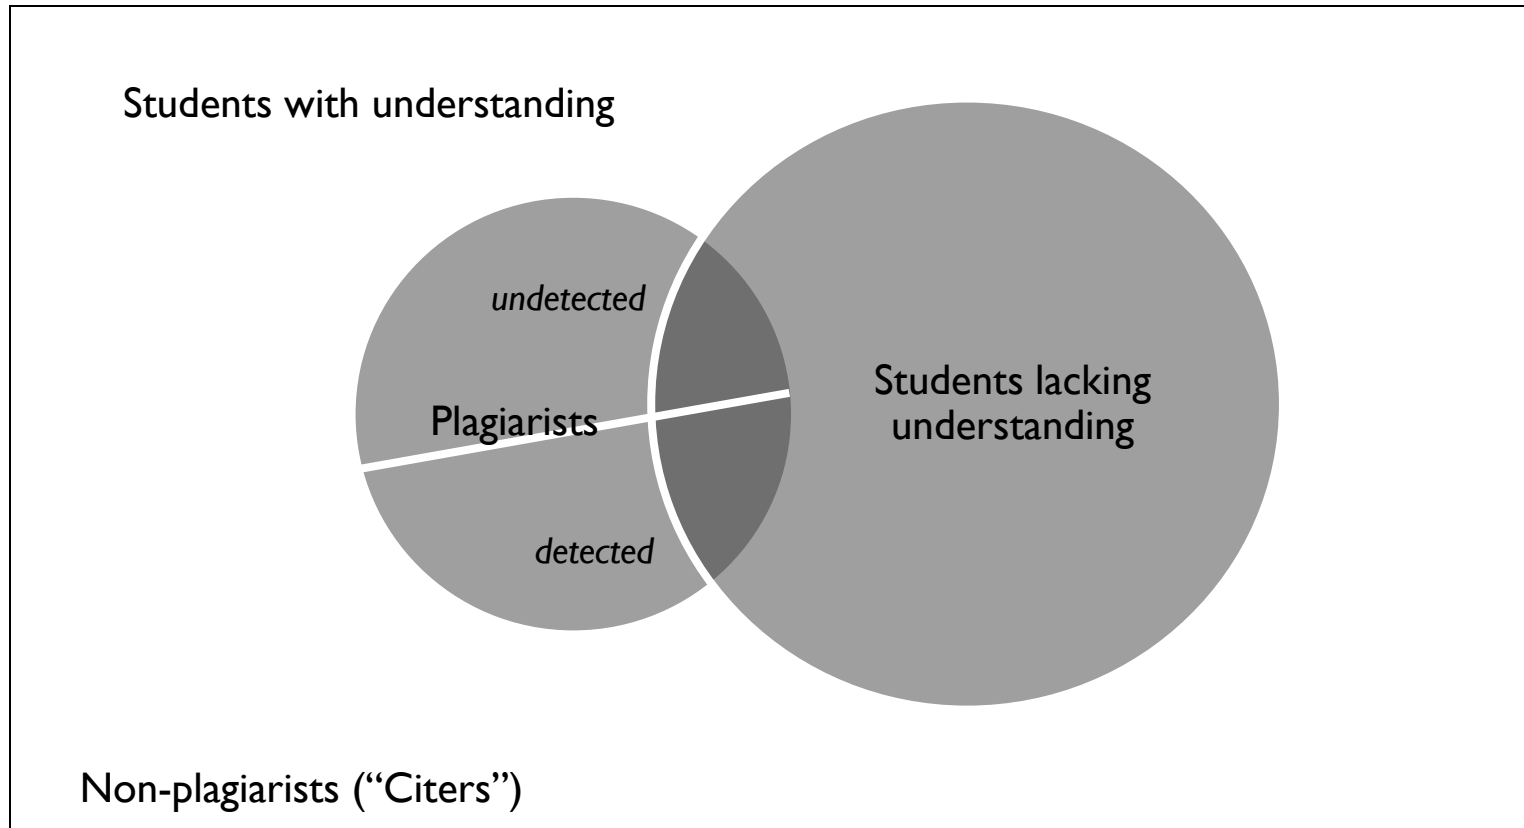 Students with understanding
undetected
Plagiarists
Students lacking
understanding
detected
Non-plagiarists (“Citers”)